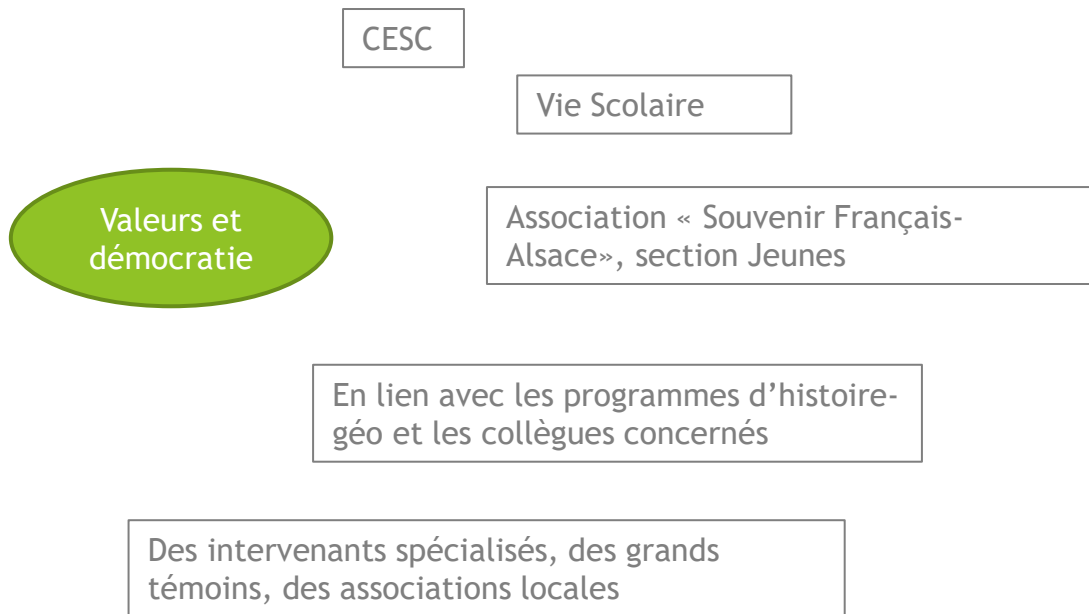 CESC
Vie Scolaire
Valeurs et
démocratie
Association « Souvenir Français-
Alsace», section Jeunes
En lien avec les programmes d’histoire-
géo et les collègues concernés
Des intervenants spécialisés, des grands
témoins, des associations locales